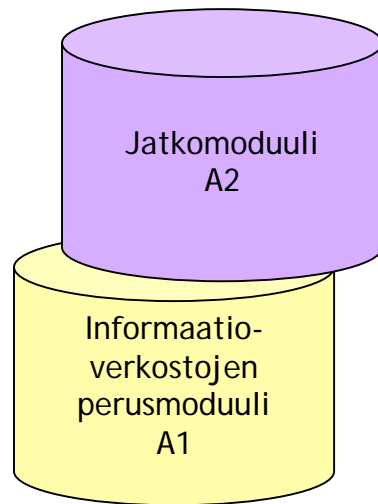 Jatkomoduuli
A2
Informaatio-
verkostojen
perusmoduuli
A1